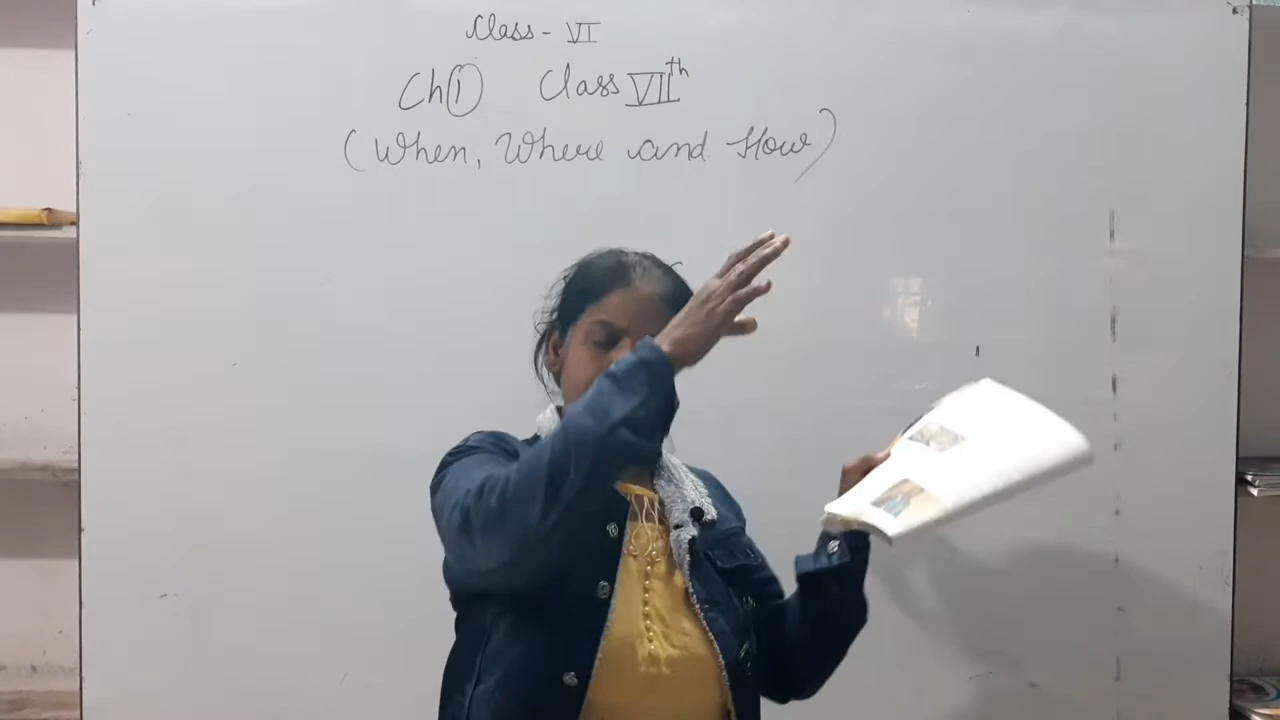 Class - VI
Ch 1 Class VIIth
(When, Where and How)